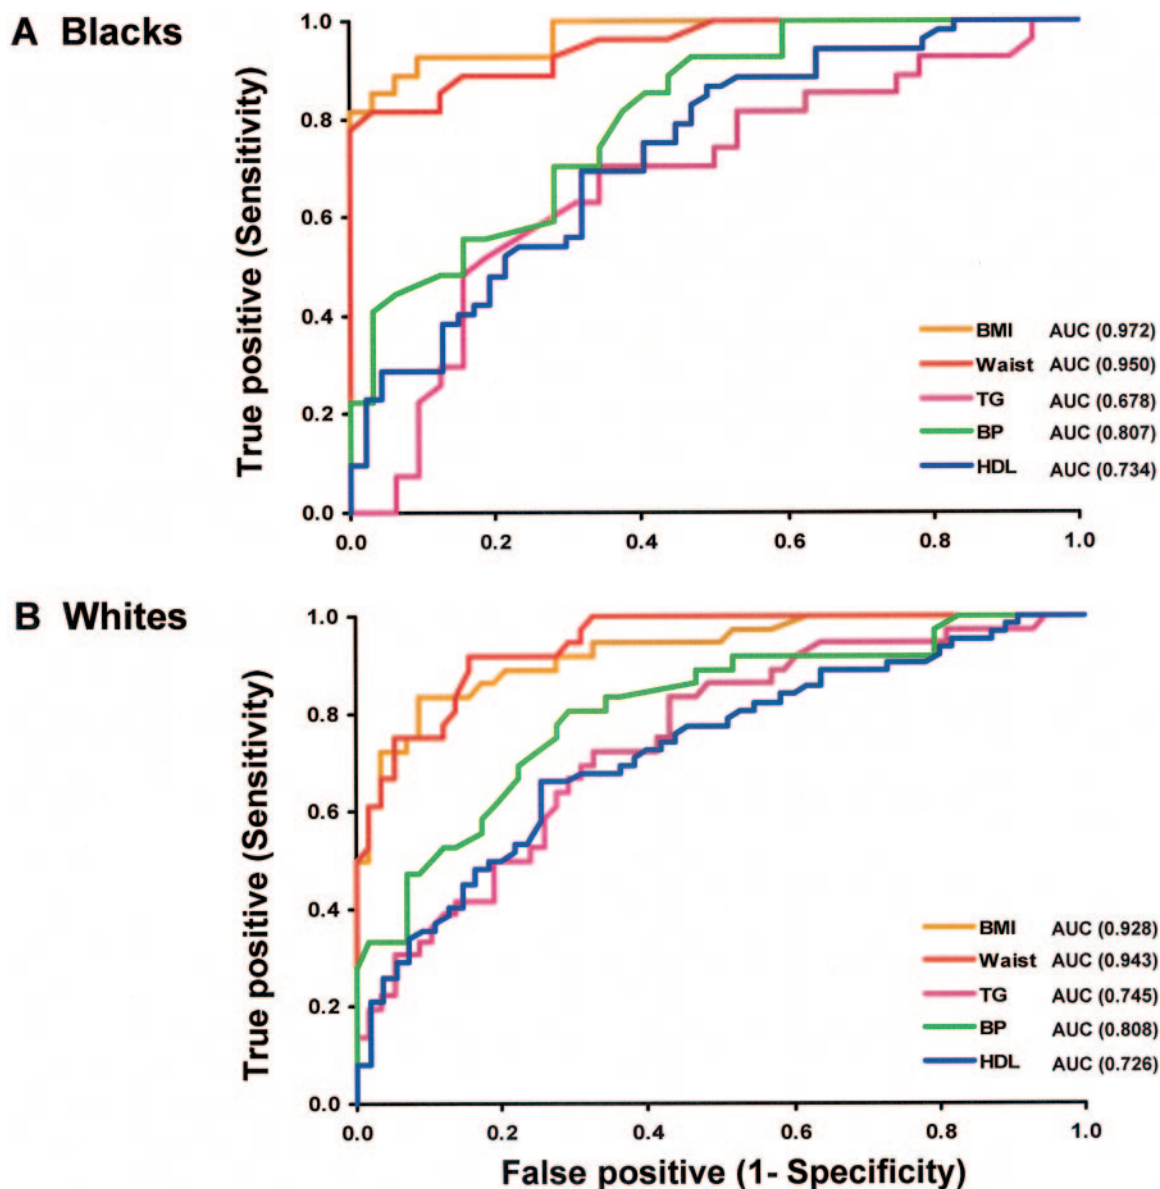 A Blacks
True positive (Sensitivity)
1.0
0.8
0.6
0.4
0.2
0.0
BMI AUC (0.972)
Waist AUC (0.950)
TG AUC (0.678)
BP AUC (0.807)
HDL AUC (0.734)
0.0 0.2 0.4 0.6 0.8 1.0
B Whites
True positive (Sensitivity)
1.0
0.8
0.6
0.4
0.2
0.0
BMI AUC (0.928)
Waist AUC (0.943)
TG AUC (0.745)
BP AUC (0.808)
HDL AUC (0.726)
0.0 0.2 0.4 0.6 0.8 1.0
False positive (1- Specificity)